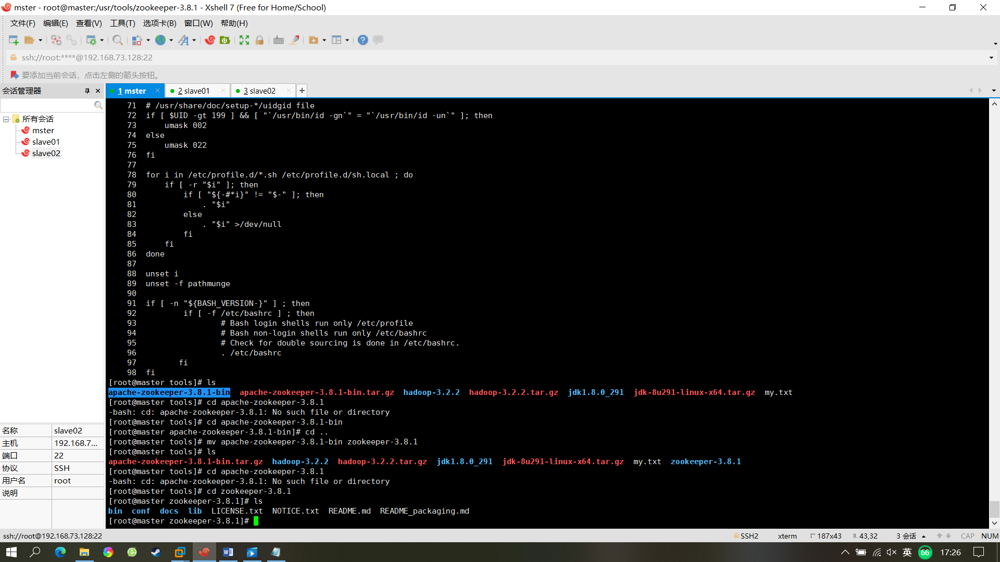 mster - root@master:/usr/tools/zookeeper-3.8.1 - Xshell 7 (Free for Home/School)
文件(F) 编辑(E) 查看(V) 工具(T) 选项卡(B) 窗口(W) 帮助(H)
ssh://root:****@192.168.73.128:22
要添加当前会话，点击左侧的箭头按钮。
会话管理器
1 mster
2 slave01
3 slave02
所有会话
mster
slave01
slave02
71 # /usr/share/doc/setup-*/uidgid file
72 if [ $UID -gt 199 ] && [ "`/usr/bin/id -gn`" = "`/usr/bin/id -un`" ]; then
73     umask 002
74 else
75     umask 022
76 fi
77
78 for i in /etc/profile.d/*.sh /etc/profile.d/sh.local ; do
79     if [ -r "$i" ]; then
80         if [ "${-#*i}" != "$-" ]; then
81             . "$i"
82         else
83             . "$i" >/dev/null
84         fi
85     fi
86 done
87
88 unset i
89 unset -f pathmunge
90
91 if [ -n "${BASH_VERSION-}" ] ; then
92         if [ -f /etc/bashrc ] ; then
93                 # Bash login shells run only /etc/profile
94                 # Bash non-login shells run only /etc/bashrc
95                 # Check for double sourcing is done in /etc/bashrc.
96                 . /etc/bashrc
97        fi
98 fi
[root@master tools]# ls
apache-zookeeper-3.8.1-bin apache-zookeeper-3.8.1-bin.tar.gz hadoop-3.2.2 hadoop-3.2.2.tar.gz jdk1.8.0_291 jdk-8u291-linux-x64.tar.gz my.txt
[root@master tools]# cd apache-zookeeper-3.8.1
-bash: cd: apache-zookeeper-3.8.1: No such file or directory
[root@master tools]# cd apache-zookeeper-3.8.1-bin
[root@master apache-zookeeper-3.8.1-bin]# cd ..
[root@master tools]# mv apache-zookeeper-3.8.1-bin zookeeper-3.8.1
[root@master tools]# ls
apache-zookeeper-3.8.1-bin.tar.gz hadoop-3.2.2 hadoop-3.2.2.tar.gz jdk1.8.0_291 jdk-8u291-linux-x64.tar.gz my.txt zookeeper-3.8.1
[root@master tools]# cd apache-zookeeper-3.8.1
-bash: cd: apache-zookeeper-3.8.1: No such file or directory
[root@master tools]# cd zookeeper-3.8.1
[root@master zookeeper-3.8.1]# ls
bin conf docs lib LICENSE.txt NOTICE.txt README.md README_packaging.md
[root@master zookeeper-3.8.1]#
名称 slave02
主机 192.168.7...
端口 22
协议 SSH
用户名 root
说明
ssh://root@192.168.73.128:22
SSH2 xterm 187x43 43,32 3 会话 CAP NUM
英 66 17:26